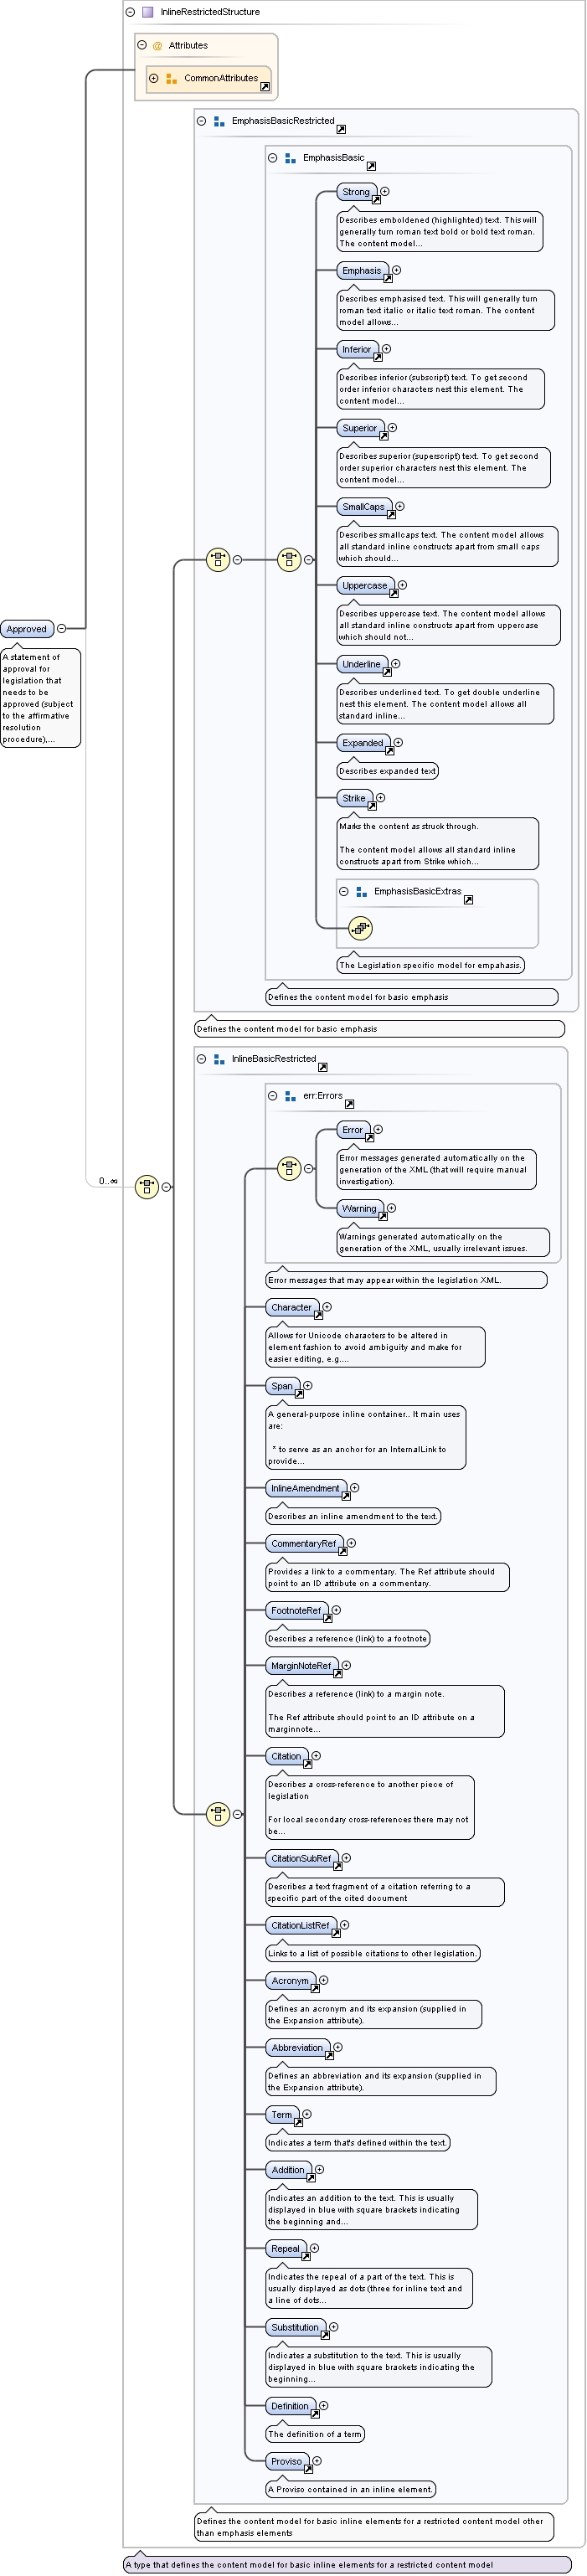 InlineRestrictedStructure
@ Attributes
CommonAttributes
EmphasisBasicRestricted
EmphasisBasic
Strong
Describes emboldened (highlighted) text. This will
generally turn roman text bold or bold text roman.
The content model...
Emphasis
Describes emphasised text. This will generally turn
roman text italic or italic text roman. The content
model allows...
Inferior
Describes inferior (subscript) text. To get second
order inferior characters nest this element. The
content model...
Superior
Describes superior (superscript) text. To get second
order superior characters nest this element. The
content model...
SmallCaps
Describes smallcaps text. The content model allows
all standard inline constructs apart from small caps
which should...
Uppercase
Describes uppercase text. The content model allows
all standard inline constructs apart from uppercase
which should not...
Approved
A statement of
approval for
legislation that
needs to be
approved (subject
to the affirmative
resolution
procedure),...
Underline
Describes underlined text. To get double underline
nest this element. The content model allows all
standard inline...
Expanded
Describes expanded text
Strike
Marks the content as struck through.
The content model allows all standard inline
constructs apart from Strike which...
EmphasisBasicExtras
The Legislation specific model for empahasis.
Defines the content model for basic emphasis
Defines the content model for basic emphasis
InlineBasicRestricted
err:Errors
Error
Error messages generated automatically on the
generation of the XML (that will require manual
investigation).
0..∞
Warning
Warnings generated automatically on the
generation of the XML, usually irrelevant issues.
Error messages that may appear within the legislation XML.
Character
Allows for Unicode characters to be altered in
element fashion to avoid ambiguity and make for
easier editing, e.g....
Span
A general-purpose inline container.. It main uses
are:
* to serve as an anchor for an InternalLink to
provide...
InlineAmendment
Describes an inline amendment to the text.
CommentaryRef
Provides a link to a commentary. The Ref attribute should
point to an ID attribute on a commentary.
FootnoteRef
Describes a reference (link) to a footnote
MarginNoteRef
Describes a reference (link) to a margin note.
The Ref attribute should point to an ID attribute on a
marginnote...
Citation
Describes a cross-reference to another piece of
legislation
For local secondary cross-references there may not
be...
CitationSubRef
Describes a text fragment of a citation referring to a
specific part of the cited document
CitationListRef
Links to a list of possible citations to other legislation.
Acronym
Defines an acronym and its expansion (supplied in
the Expansion attribute).
Abbreviation
Defines an abbreviation and its expansion (supplied in
the Expansion attribute).
Term
Indicates a term that's defined within the text.
Addition
Indicates an addition to the text. This is usually
displayed in blue with square brackets indicating
the beginning and...
Repeal
Indicates the repeal of a part of the text. This is
usually displayed as dots (three for inline text and
a line of dots...
Substitution
Indicates a substitution to the text. This is usually
displayed in blue with square brackets indicating the
beginning...
Definition
The definition of a term
Proviso
A Proviso contained in an inline element.
Defines the content model for basic inline elements for a restricted content model other
than emphasis elements
A type that defines the content model for basic inline elements for a restricted content model